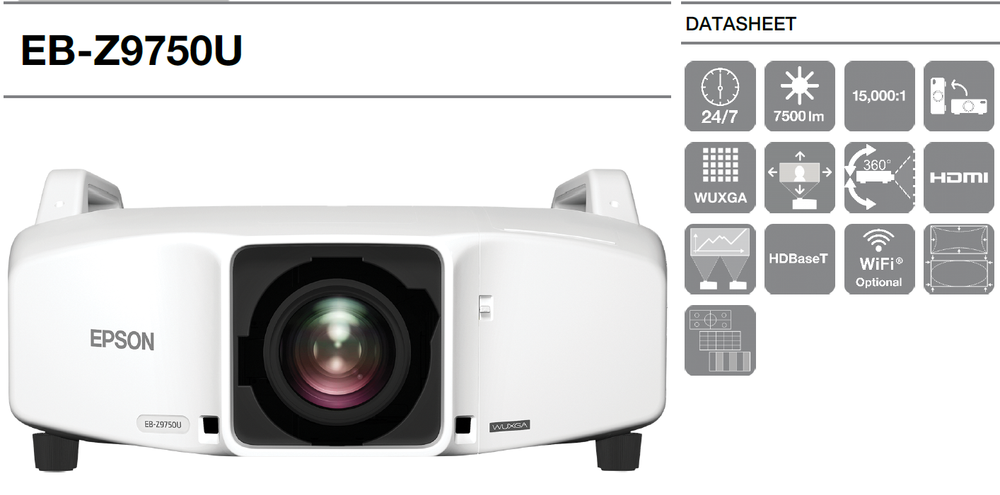 EB-Z9750U
DATASHEET
24/7
7500 lm
15,000:1
WUXGA
360°
HDMI
HDBaseT
WiFi®
Optional
EPSON
EB-Z9750U
WUXGA